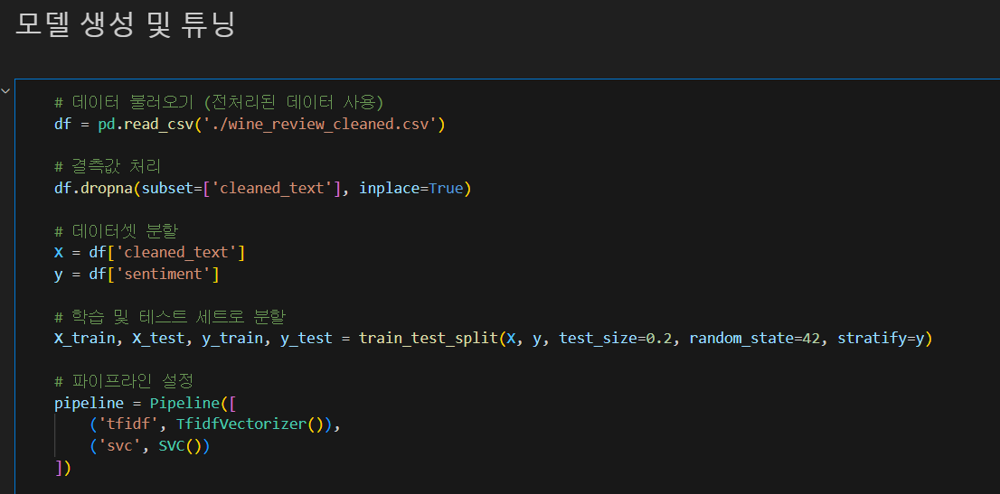 모델 생성 및 튜닝
# 데이터 불러오기 (전처리된 데이터 사용)
df = pd.read_csv('./wine_review_cleaned.csv')
# 결측값 처리
df.dropna(subset=['cleaned_text'], inplace=True)
# 데이터셋 분할
X = df['cleaned_text']
y = df['sentiment']
# 학습 및 테스트 세트로 분할
X_train, X_test, y_train, y_test = train_test_split(X, y, test_size=0.2, random_state=42, stratify=y)
# 파이프라인 설정
pipeline = Pipeline([
('tfidf', TfidfVectorizer()),
('svc', SVC())
])